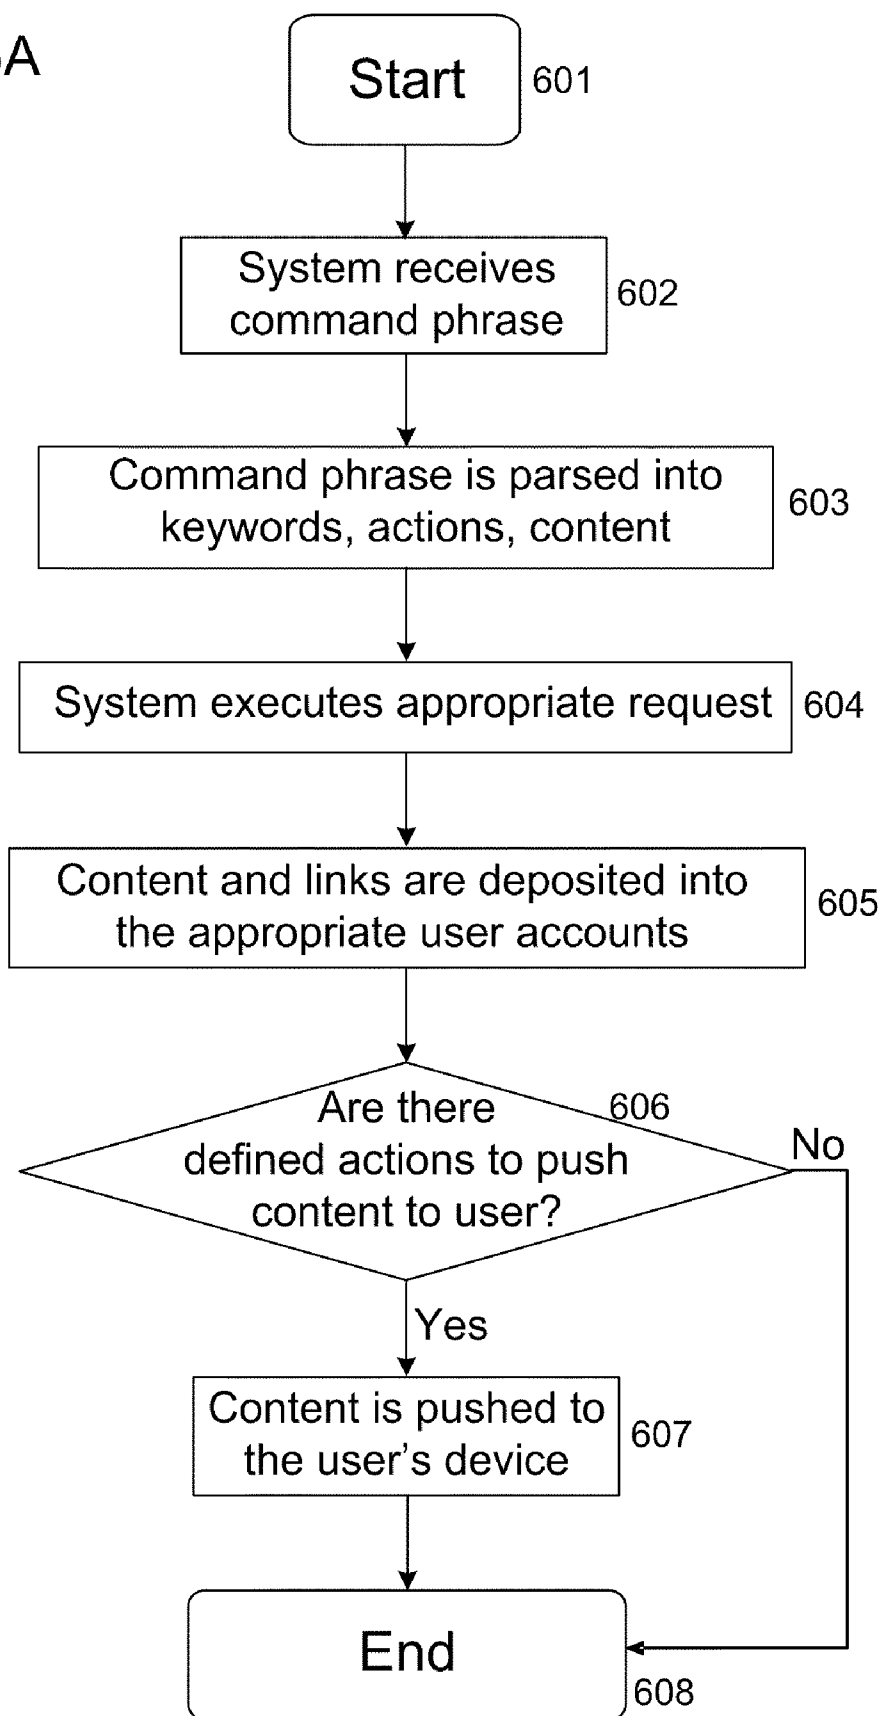 A
Start
601
System receives
command phrase
602
Command phrase is parsed into
keywords, actions, content
603
System executes appropriate request
604
Content and links are deposited into
the appropriate user accounts
605
606
Are there
defined actions to push
content to user?
No
Yes
Content is pushed to
the user's device
607
End
608